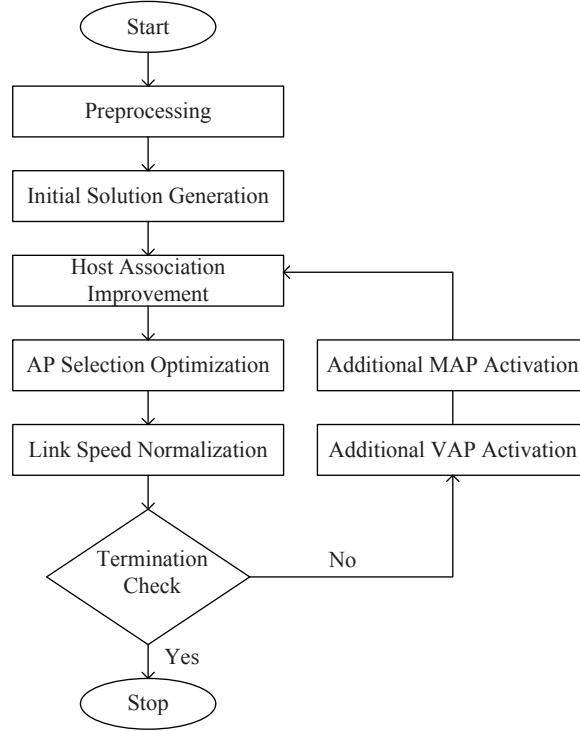 Start
Preprocessing
Initial Solution Generation
Host Association
Improvement
AP Selection Optimization
Additional MAP Activation
Link Speed Normalization
Additional VAP Activation
Termination
Check
No
Yes
Stop